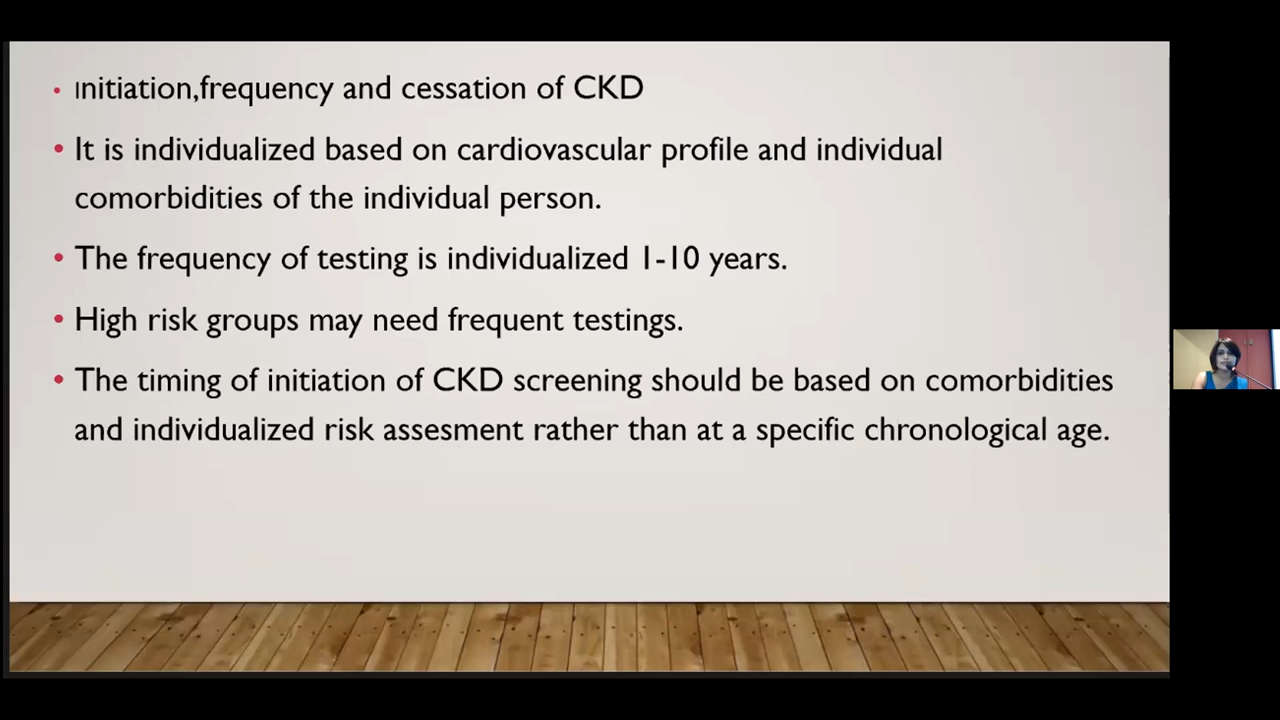 • Initiation,frequency and cessation of CKD
• It is individualized based on cardiovascular profile and individual
comorbidities of the individual person.
• The frequency of testing is individualized 1-10 years.
• High risk groups may need frequent testings.
• The timing of initiation of CKD screening should be based on comorbidities
and individualized risk assesment rather than at a specific chronological age.